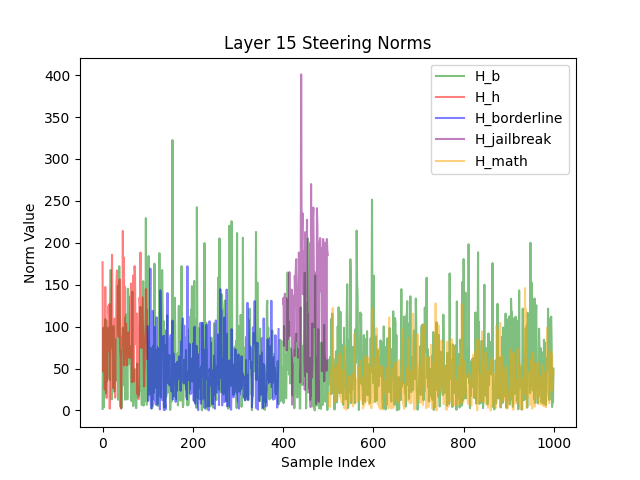 Layer 15 Steering Norms
400
350
300
250
200
150
100
50
0
Norm Value
0
200
400
600
800
1000
Sample Index
H_b
H_h
H_borderline
H_jailbreak
H_math